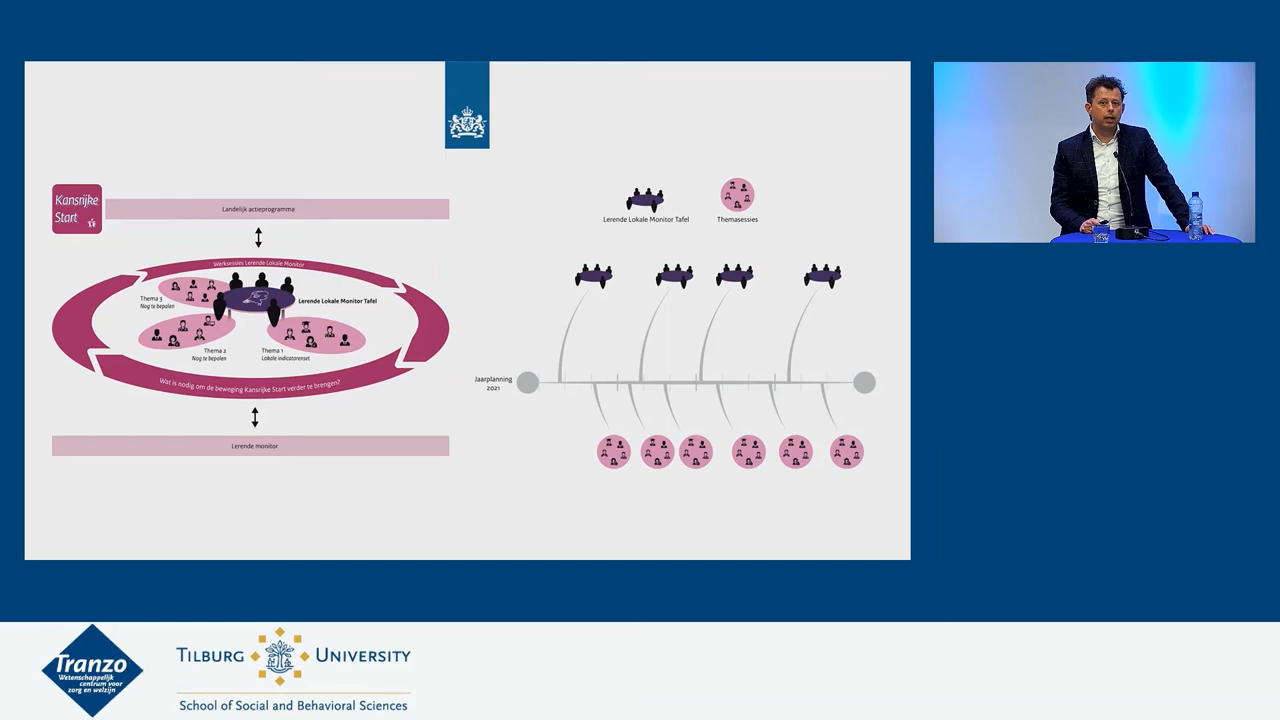 Kansrijke
Start
Landelijk actieprogramma
Werksessies Lerende Lokale Monitor
Thema 3
Nog te bepalen
Lerende Lokale Monitor Tafel
Thema 2
Nog te bepalen
Thema 1
Lokale indicatorenset
Wat is nodig om de beweging Kansrijke Start verder te brengen?
Lerende monitor
Lerende Lokale Monitor Tafel
Themasessies
Jaarplanning
2021
Tranzo
Wetenschappelijk
centrum voor
zorg en welzijn
TILBURG UNIVERSITY
School of Social and Behavioral Sciences